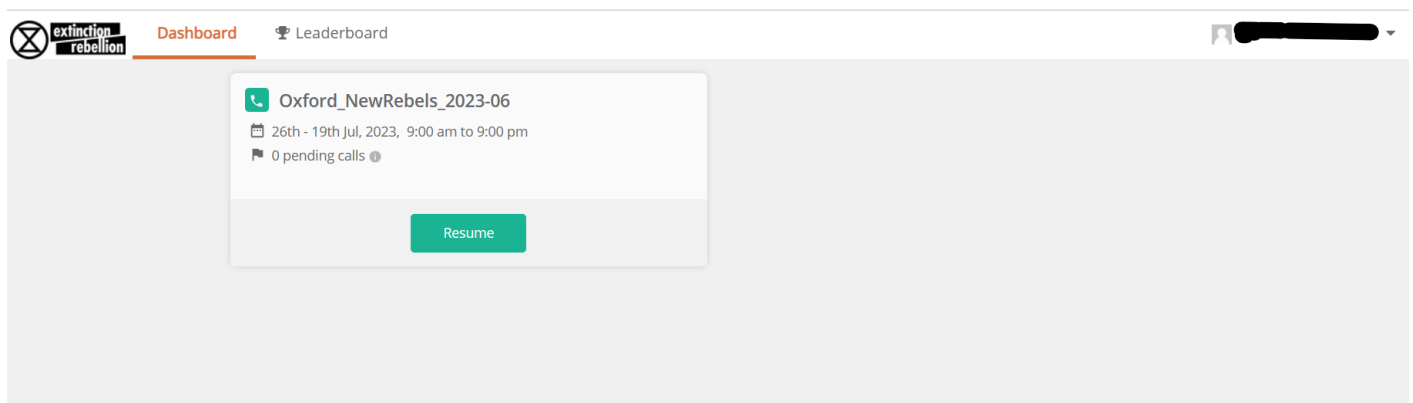 extinction
rebellion
Dashboard
Leaderboard
Oxford_NewRebels_2023-06
26th - 19th Jul, 2023, 9:00 am to 9:00 pm
0 pending calls
Resume